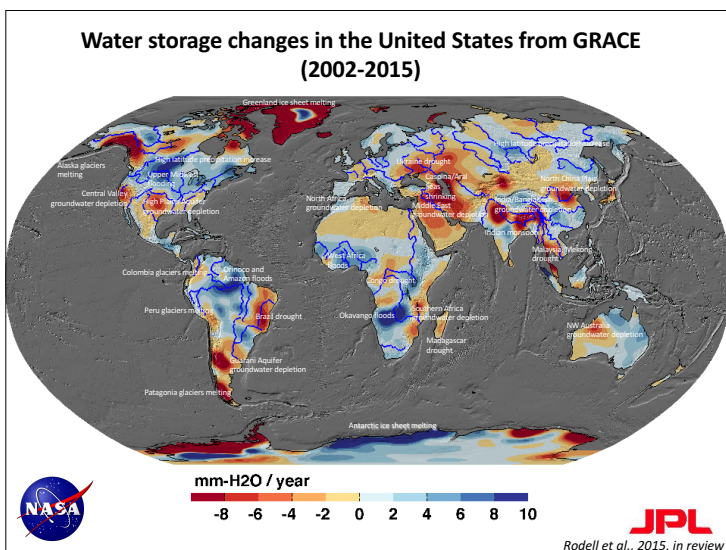 Water storage changes in the United States from GRACE
(2002-2015)
Greenland ice sheet melting
Alaska glaciers
melting
High latitude precipitation increase
Upper Midwest
flooding
Central Valley
groundwater depletion
High Plains Aquifer
groundwater depletion
Ukraine drought
High latitude precipitation increase
Caspina/Aral
Seas
shrinking
North China Plain
groundwater depletion
North Africa
groundwater depletion
Middle East
groundwater depletion
India/Bangladesh
groundwater depletion
Indian monsoon
West Africa
floods
Malaysia/Mekong
drought
Colombia glaciers melting
Orinoco and
Amazon floods
Congo drought
Peru glaciers melting
Brazil drought
Okavango floods
Southern Africa
groundwater depletion
NW Australia
groundwater depletion
Madagascar
drought
Guarani Aquifer
groundwater depletion
Patagonia glaciers melting
Antarctic ice sheet melting
mm-H2O / year
-8 -6 -4 -2 0 2 4 6 8 10
NASA
JPL
Rodell et al., 2015, in review